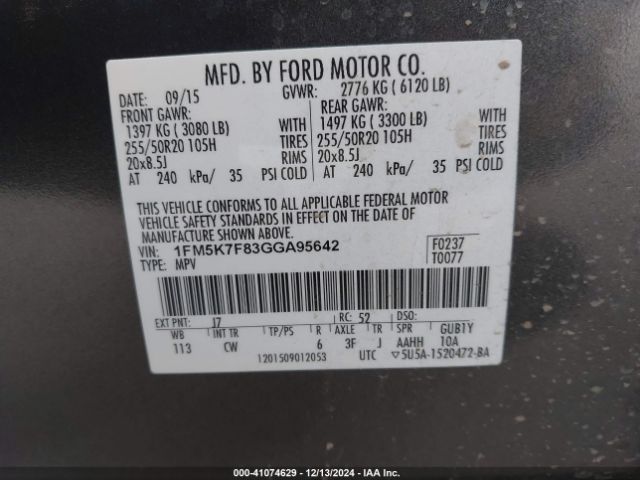 MFD. BY FORD MOTOR CO.
DATE: 09/15 GVWR: 2776 KG ( 6120 LB)
FRONT GAWR: REAR GAWR:
1397 KG ( 3080 LB) WITH 1497 KG ( 3300 LB) WITH
255/50R20 105H TIRES 255/50R20 105H TIRES
20x8.5J RIMS 20x8.5J RIMS
AT 240 kPa/ 35 PSI COLD AT 240 kPa/ 35 PSI COLD
THIS VEHICLE CONFORMS TO ALL APPLICABLE FEDERAL MOTOR
VEHICLE SAFETY STANDARDS IN EFFECT ON THE DATE OF
MANUFACTURE SHOWN ABOVE.
VIN: 1FM5K7F83GGA95642 F0237
TYPE: MPV T0077
EXT PNT: J7 RC: 52 DSO:
WB INT TR TP/PS R AXLE TR SPR GUB1Y
113 CW 6 3F J AAHH 10A
1201509012053 UTC ▽5U5A-1520472-BA
000-41074629 - 12/13/2024 - IAA Inc.